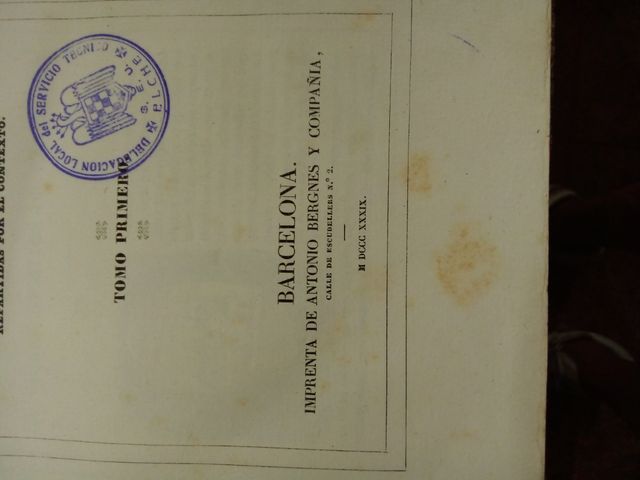 REPARTIDAS POR EL CONTEXTO.
TOMO PRIMERO
DELEGACION LOCAL del SERVICIO TECNICO
S. E. U.
ELCHE
BARCELONA.
IMPRENTA DE ANTONIO BERGNES Y COMPAÑIA,
CALLE DE ESCUDELLERS N.º 2.
M DCCC XXXIX.